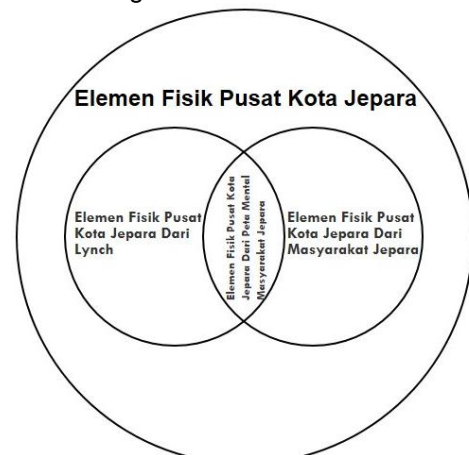 Elemen Fisik Pusat Kota Jepara
Elemen Fisik Pusat
Kota Jepara Dari
Lynch
Elemen Fisik Pusat Kota
Jepara Dari Peta Mental
Masyarakat Jepara
Elemen Fisik Pusat
Kota Jepara Dari
Masyarakat Jepara